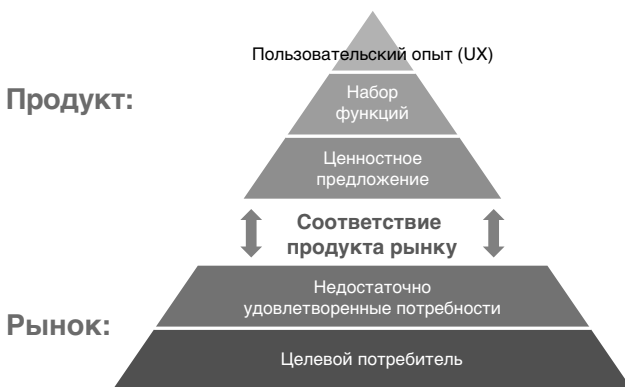 Пользовательский опыт (UX)
Продукт:
Набор
функций
Ценностное
предложение
Соответствие
продукта рынку
Недостаточно
удовлетворенные потребности
Рынок:
Целевой потребитель